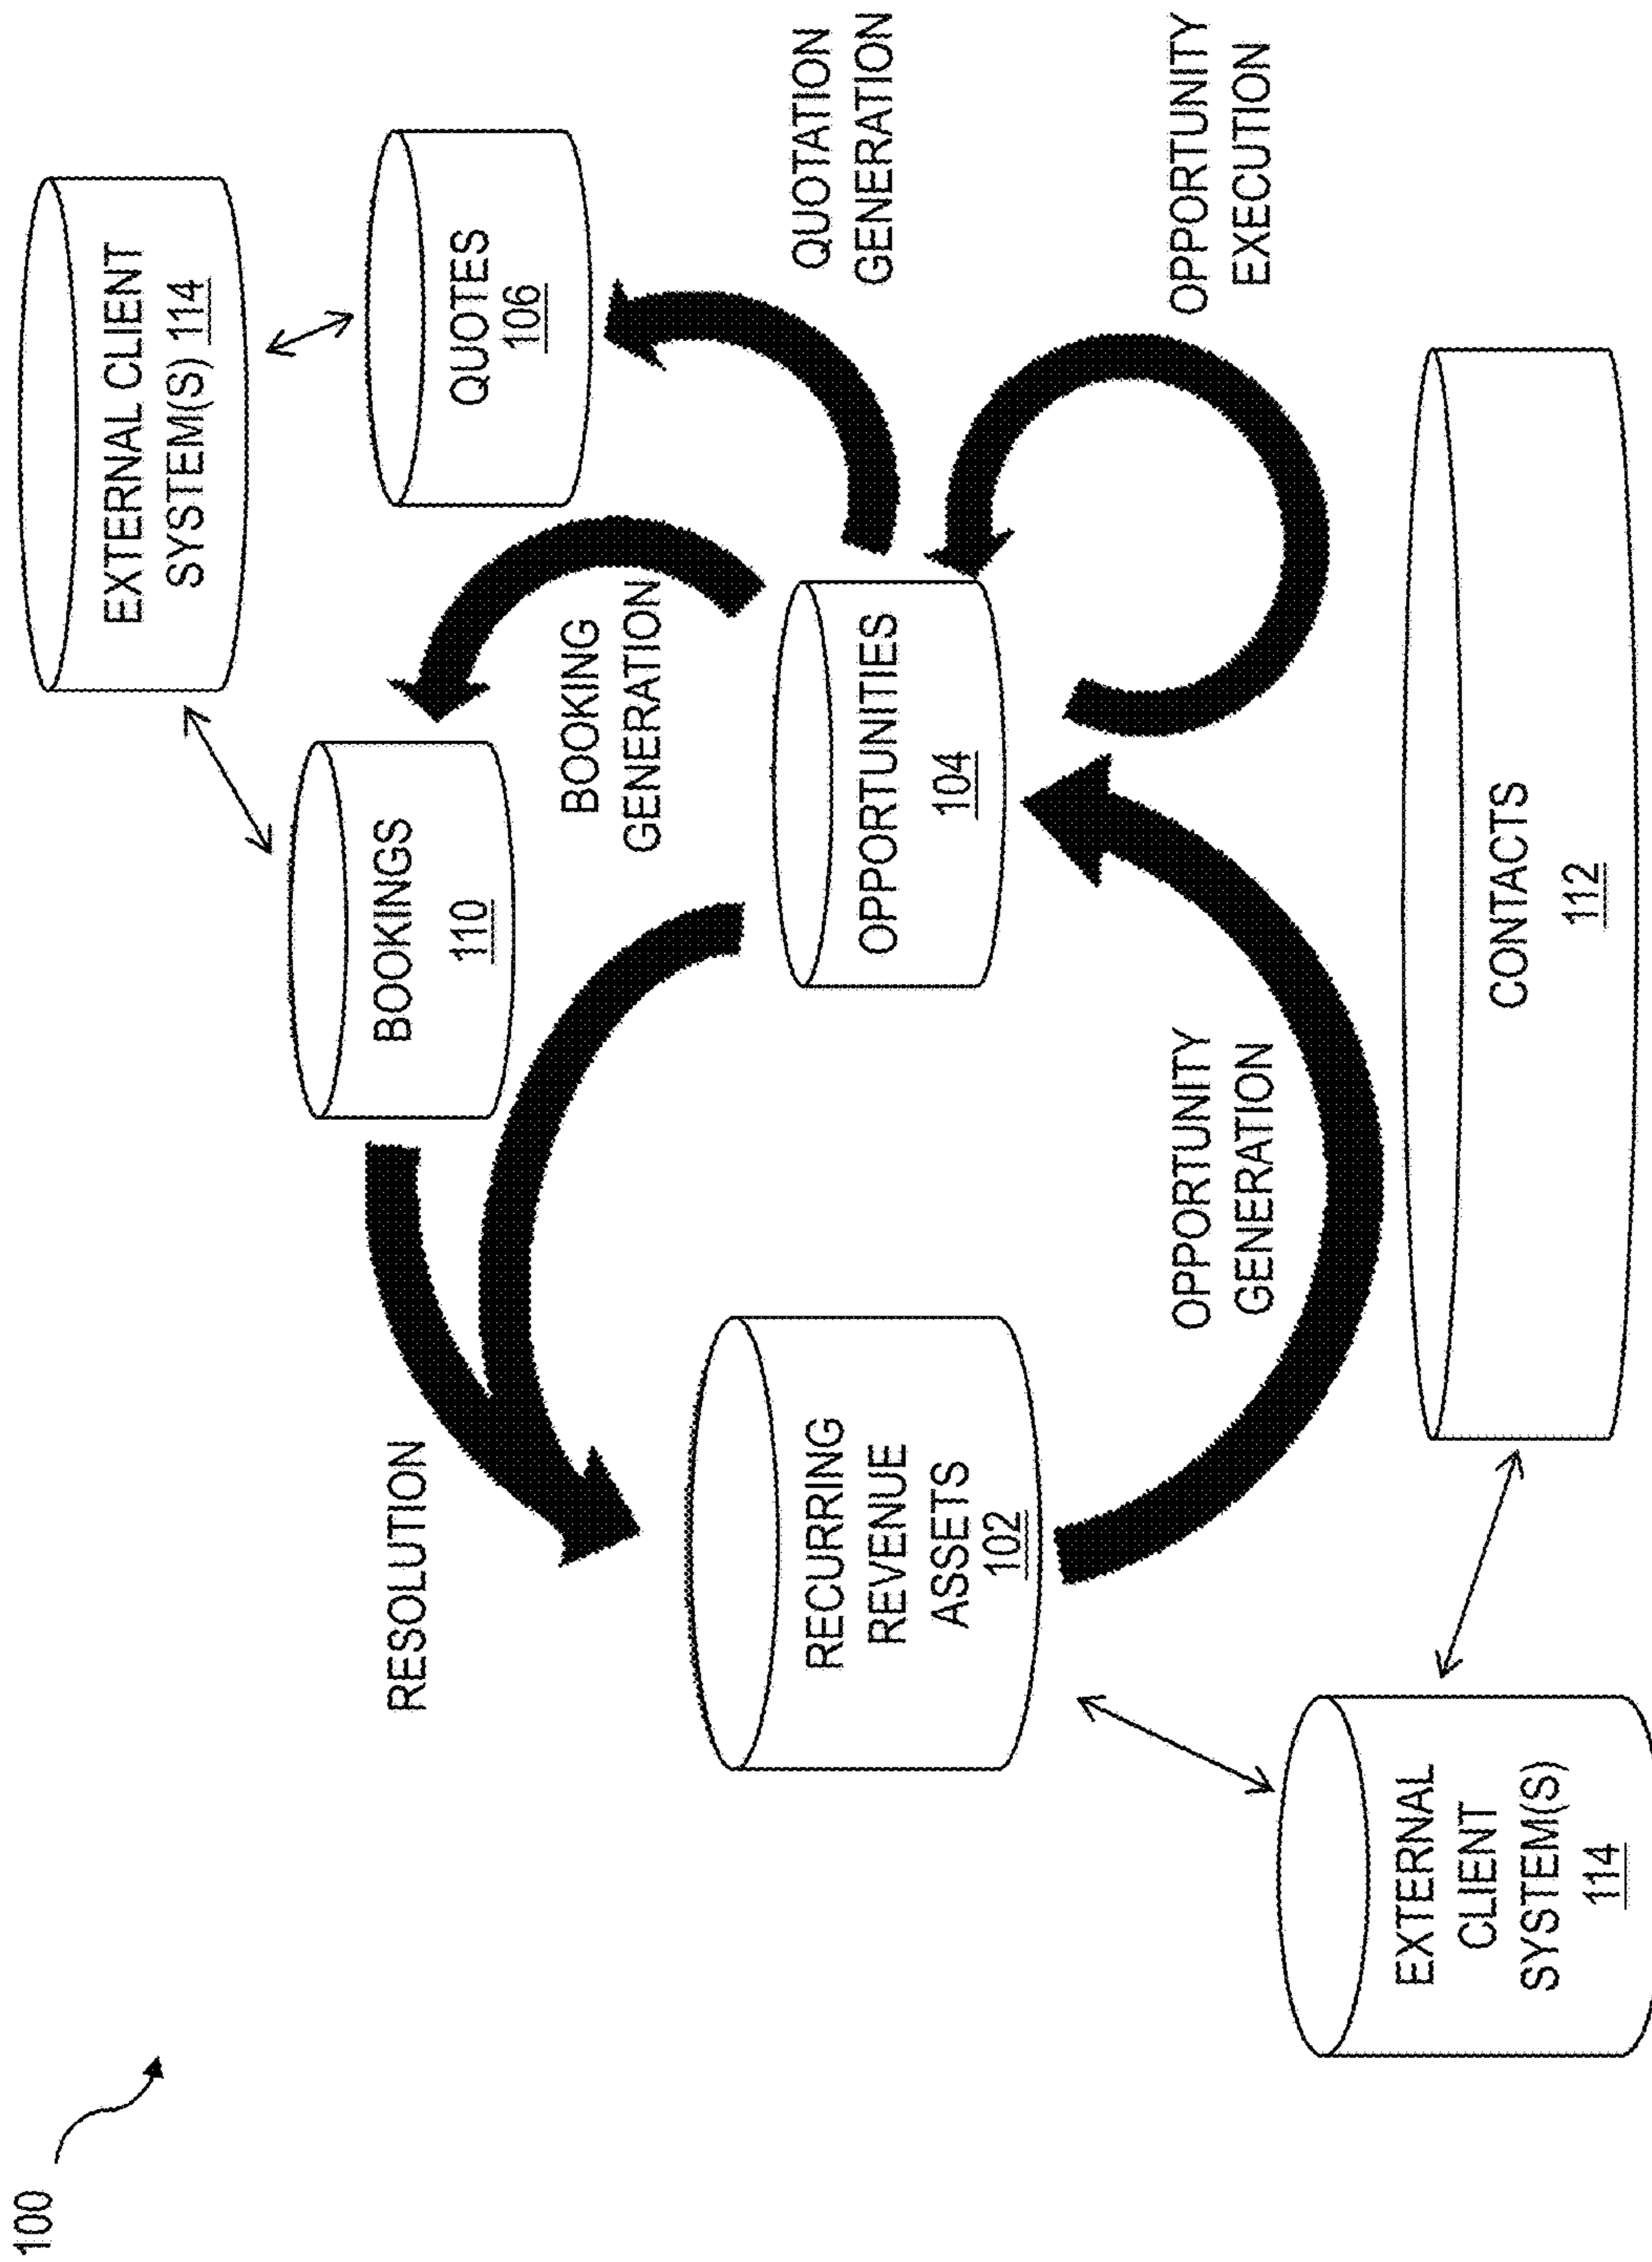 100
EXTERNAL CLIENT
SYSTEM(S) 114
BOOKINGS
110
QUOTES
106
RESOLUTION
BOOKING
GENERATION
RECURRING
REVENUE
ASSETS
102
OPPORTUNITIES
104
QUOTATION
GENERATION
OPPORTUNITY
GENERATION
OPPORTUNITY
EXECUTION
EXTERNAL
CLIENT
SYSTEM(S)
114
CONTACTS
112